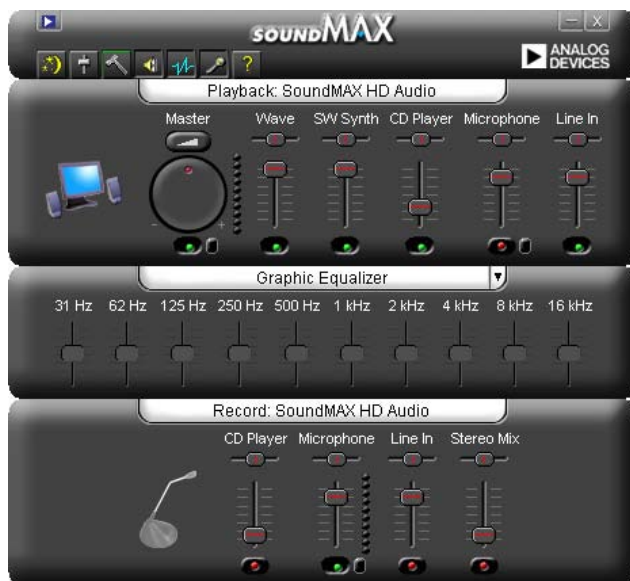 SOUNDMAX
ANALOG
DEVICES
?
Playback: SoundMAX HD Audio
Master Wave SW Synth CD Player Microphone Line In
- +
Graphic Equalizer
31 Hz 62 Hz 125 Hz 250 Hz 500 Hz 1 kHz 2 kHz 4 kHz 8 kHz 16 kHz
Record: SoundMAX HD Audio
CD Player Microphone Line In Stereo Mix